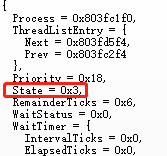 {
Process = 0x803fc1f0,
ThreadListEntry = {
Next = 0x803fd5f4,
Prev = 0x803fc2f4
},
Priority = 0x18,
State = 0x3,
RemainderTicks = 0x6,
WaitStatus = 0x0,
WaitTimer = {
IntervalTicks = 0x0,
ElapsedTicks = 0x0,